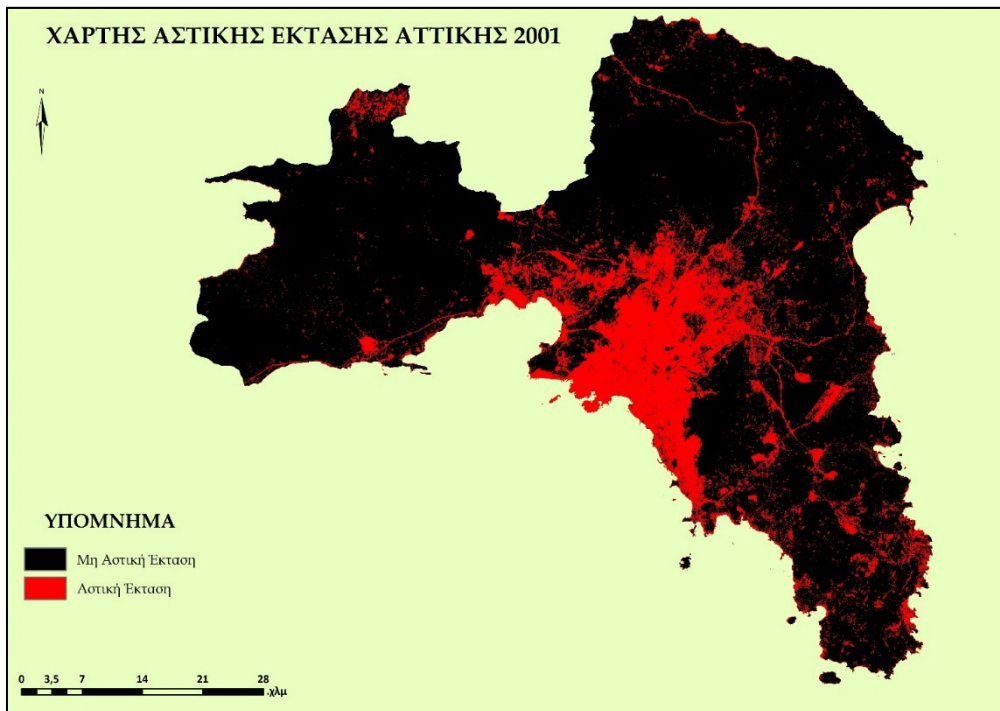 ΧΑΡΤΗΣ ΑΣΤΙΚΗΣ ΕΚΤΑΣΗΣ ΑΤΤΙΚΗΣ 2001
N
ΥΠΟΜΝΗΜΑ
Μη Αστική Έκταση
Αστική Έκταση
0 3,5 7 14 21 28
.χλμ